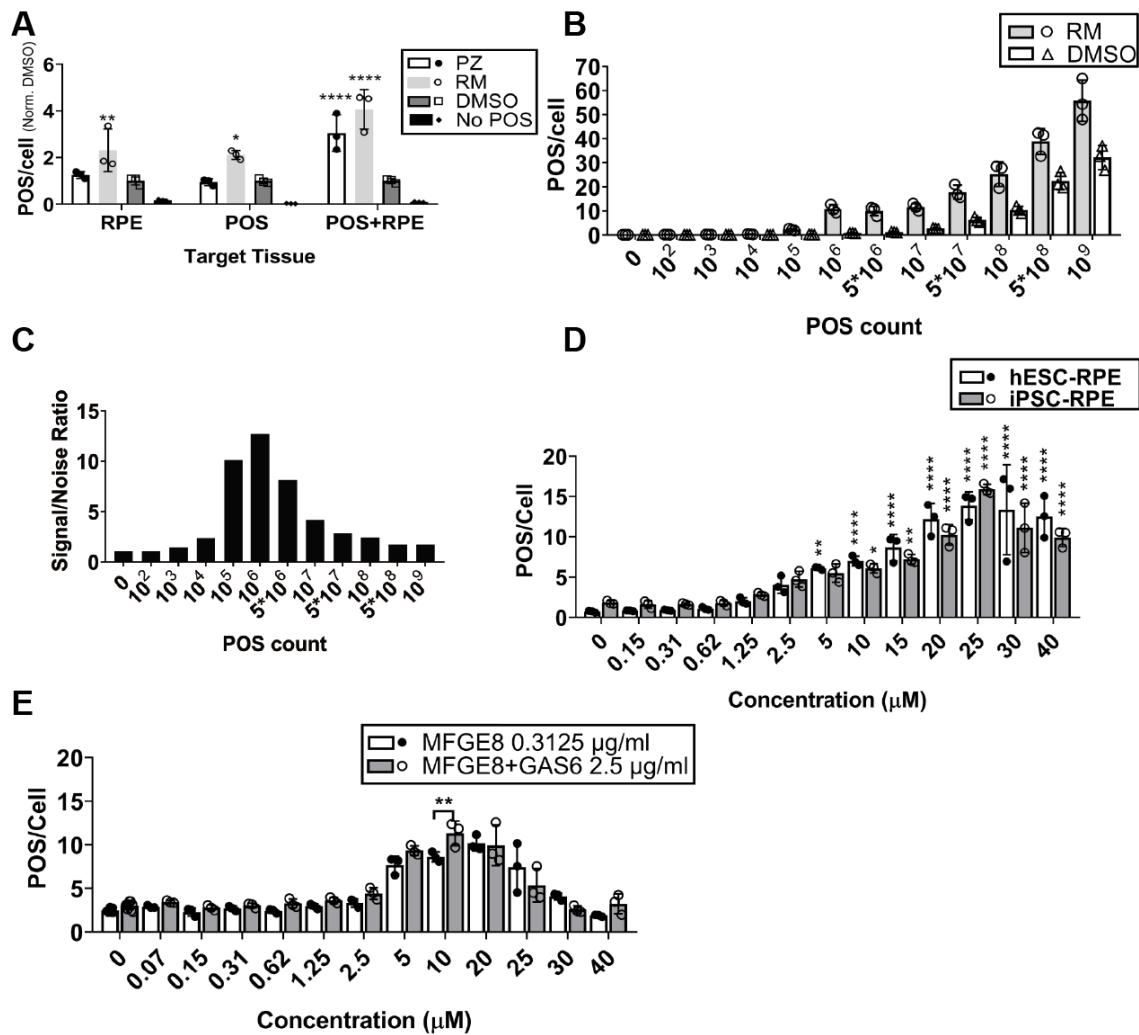 A
POS/cell (Norm. DMSO)
6
4
2
0
** * **** ****
PZ
RM
DMSO
No POS
RPE POS POS+RPE
Target Tissue
B
POS/cell
70
60
50
40
30
20
10
0
RM
DMSO
0 10^2 10^3 10^4 10^5 10^6 5*10^6 10^7 5*10^7 10^8 5*10^8 10^9
POS count
C
Signal/Noise Ratio
15
10
5
0
0 10^2 10^3 10^4 10^5 10^6 5*10^6 10^7 5*10^7 10^8 5*10^8 10^9
POS count
D
hESC-RPE
iPSC-RPE
POS/Cell
20
15
10
5
0
** **** * **** ** **** **** **** **** **** **** **** ****
0 0.15 0.31 0.62 1.25 2.5 5 10 15 20 25 30 40
Concentration (μM)
E
MFGE8 0.3125 μg/ml
MFGE8+GAS6 2.5 μg/ml
POS/Cell
20
15
10
5
0
**
0 0.07 0.15 0.31 0.62 1.25 2.5 5 10 20 25 30 40
Concentration (μM)